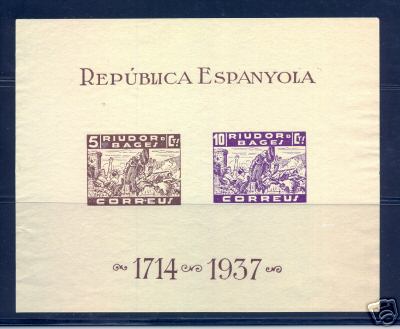 REPÚBLICA ESPANYOLA
5 RIUDOR D CTS
BAGES
CORREUS
10 RIUDOR D CTS
BAGES
CORREUS
1714 1937